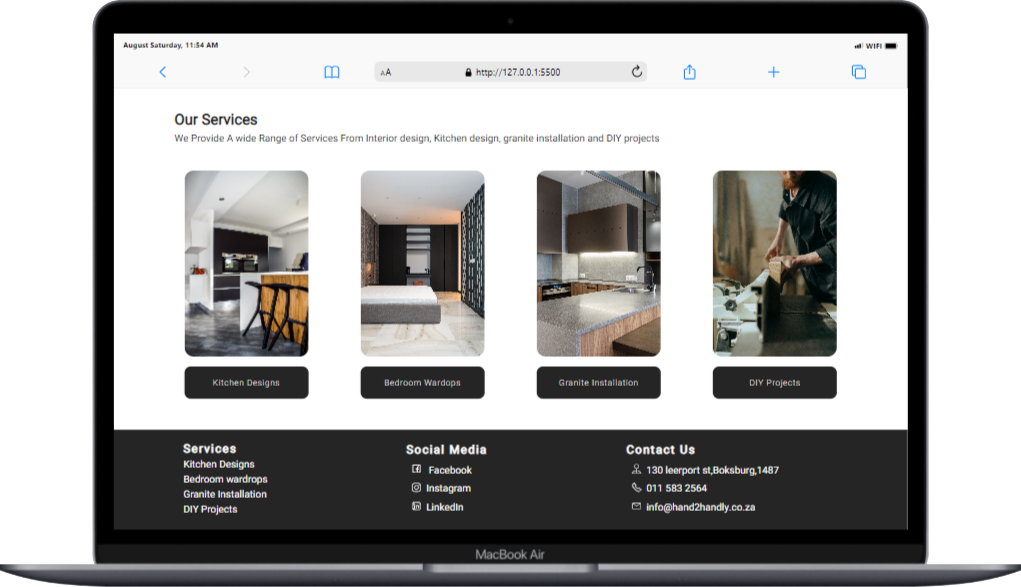 August Saturday, 11:54 AM
WIFI
AA
http://127.0.0.1:5500
Our Services
We Provide A wide Range of Services From Interior design, Kitchen design, granite installation and DIY projects
Kitchen Designs
Bedroom Wardops
Granite Installation
DIY Projects
Services
Kitchen Designs
Bedroom wardrops
Granite Installation
DIY Projects
Social Media
Facebook
Instagram
LinkedIn
Contact Us
130 leerport st,Boksburg,1487
011 583 2564
info@hand2handly.co.za
MacBook Air